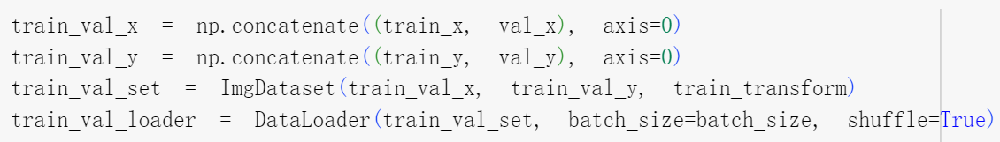 train_val_x = np.concatenate((train_x, val_x), axis=0)
train_val_y = np.concatenate((train_y, val_y), axis=0)
train_val_set = ImgDataset(train_val_x, train_val_y, train_transform)
train_val_loader = DataLoader(train_val_set, batch_size=batch_size, shuffle=True)